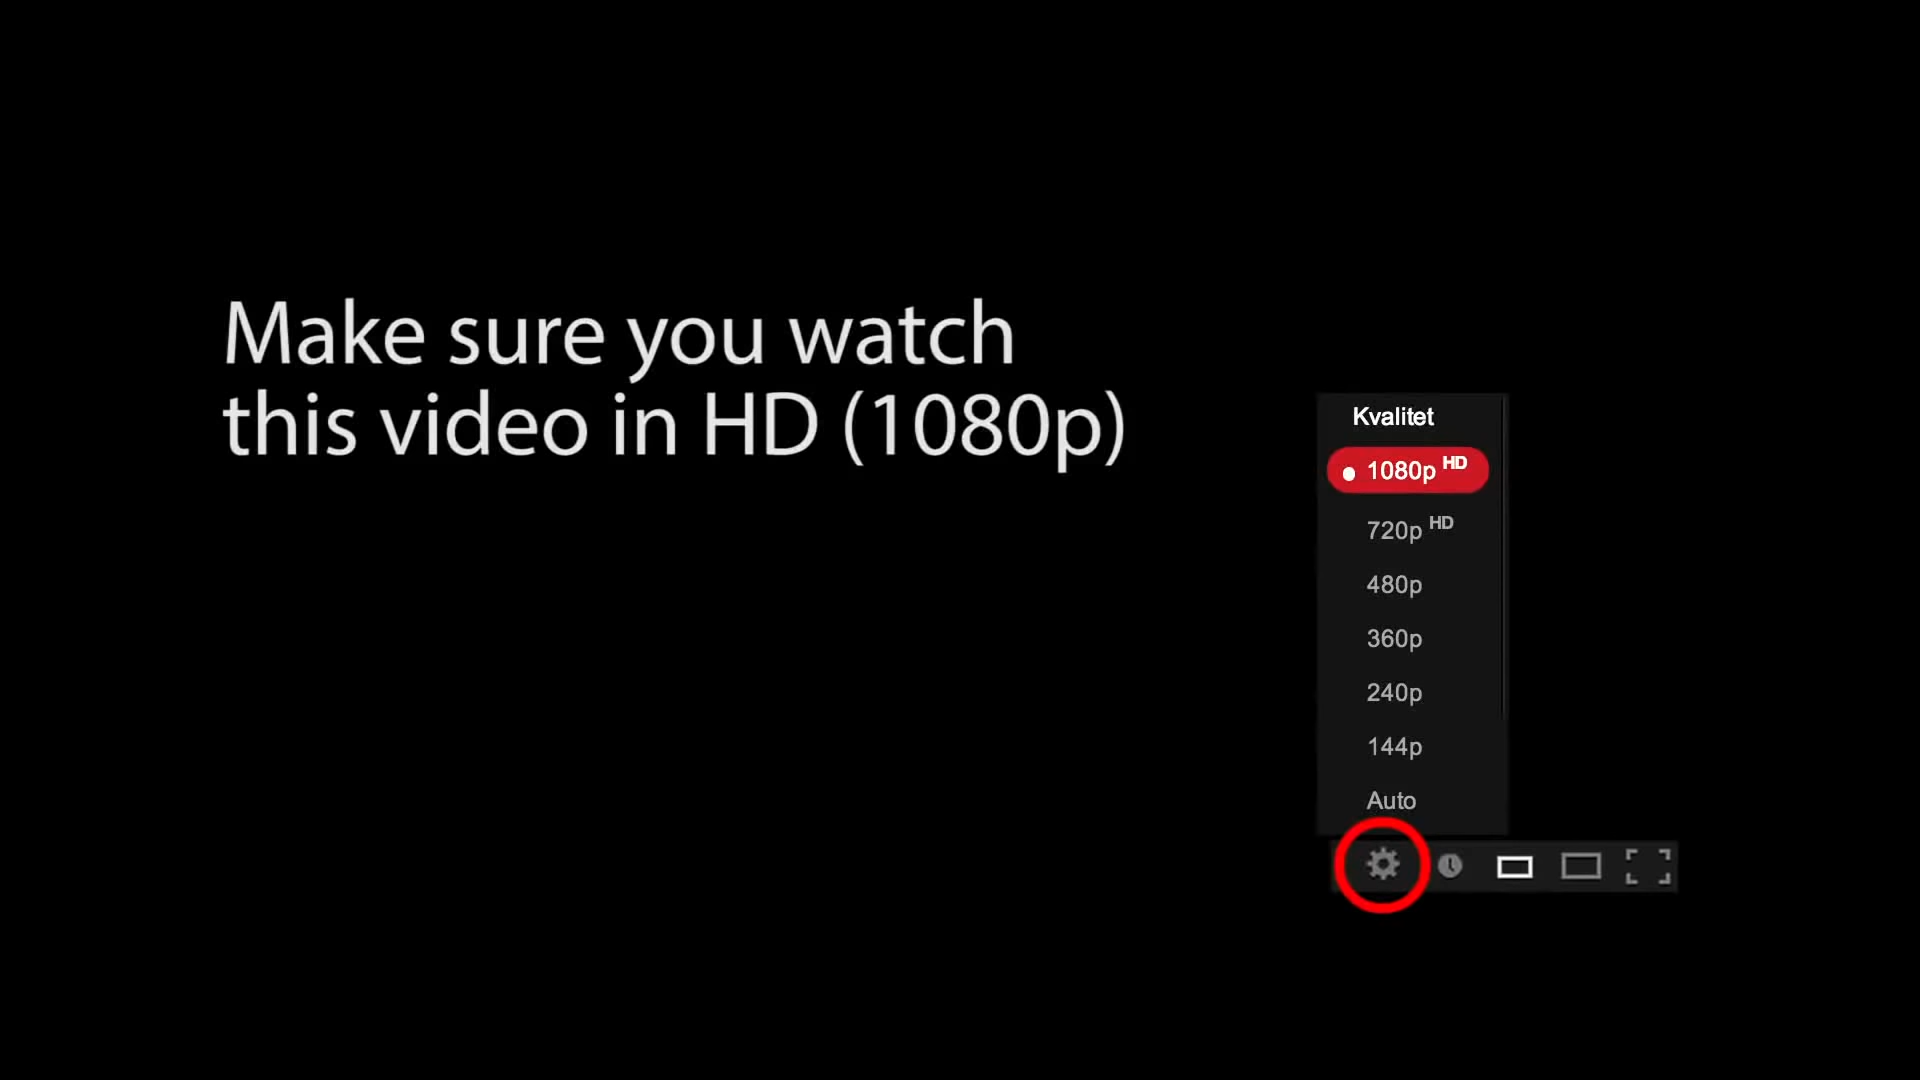 Make sure you watch
this video in HD (1080p)
Kvalitet
1080p HD
720p HD
480p
360p
240p
144p
Auto